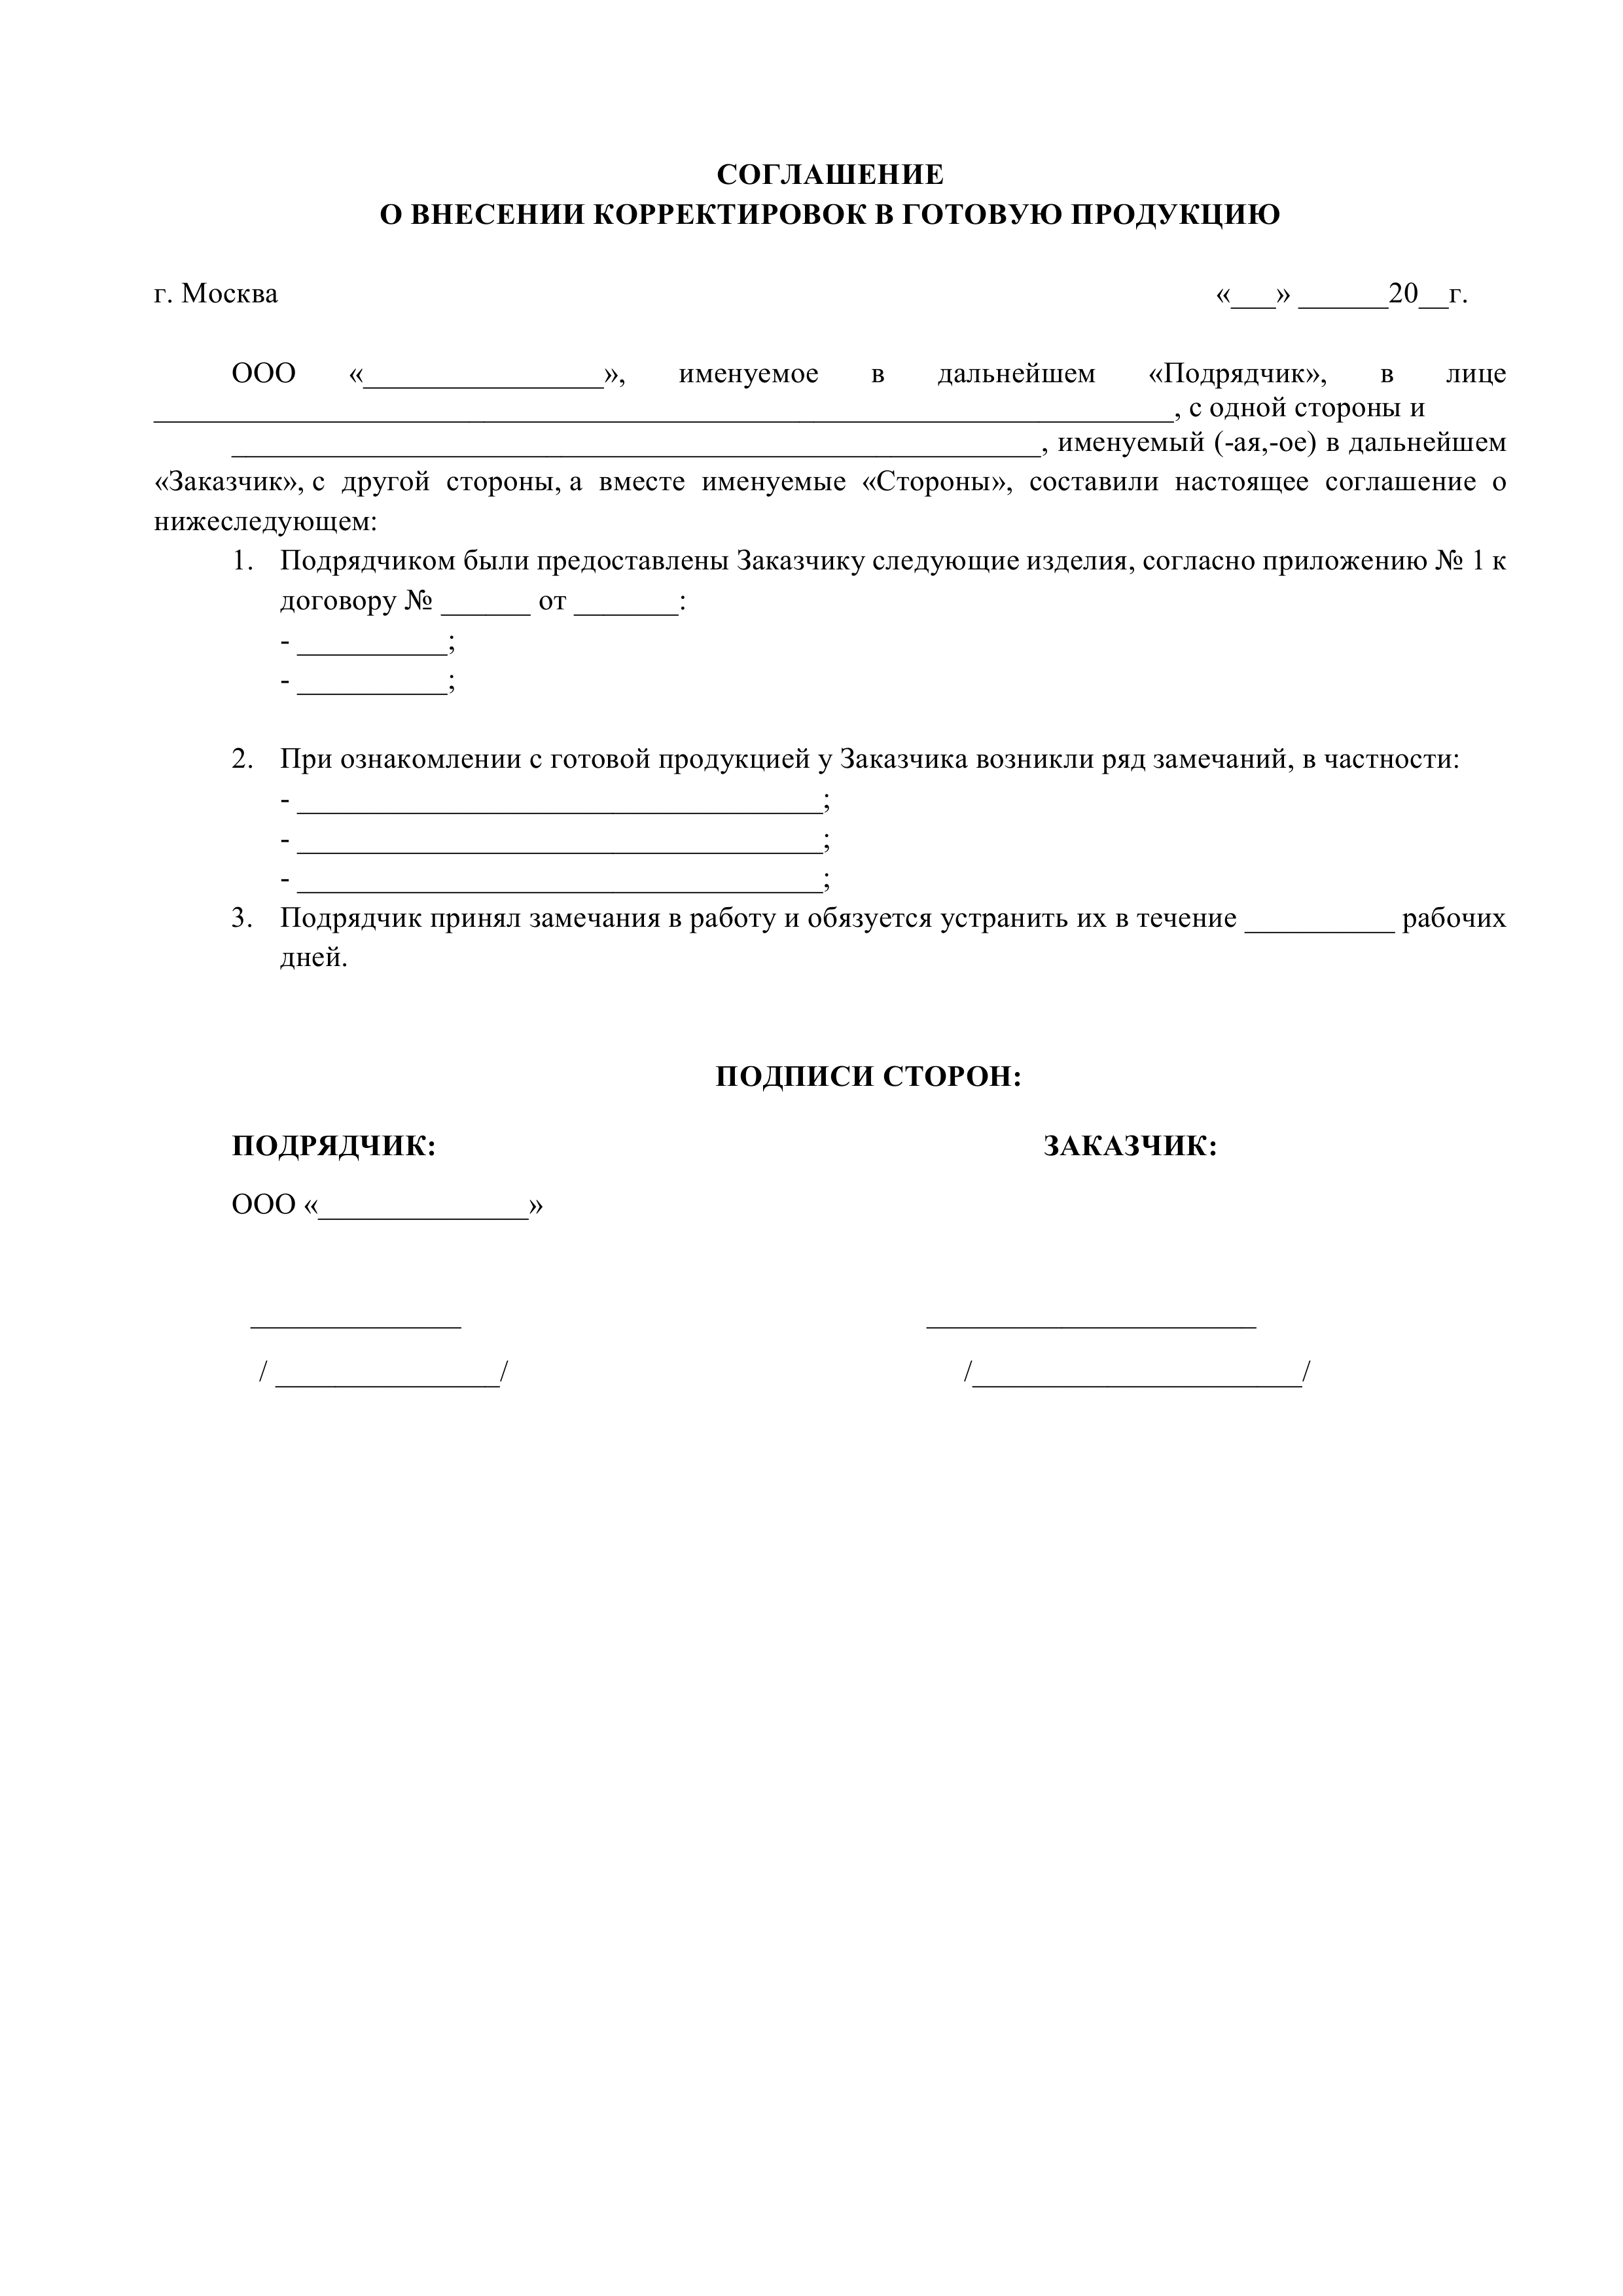 СОГЛАШЕНИЕ
О ВНЕСЕНИИ КОРРЕКТИРОВОК В ГОТОВУЮ ПРОДУКЦИЮ
г. Москва «___» ______20__г.
ООО «________________», именуемое в дальнейшем «Подрядчик», в лице
____________________________________________________________________, с одной стороны и
______________________________________________________, именуемый (-ая,-ое) в дальнейшем
«Заказчик», с другой стороны, а вместе именуемые «Стороны», составили настоящее соглашение о
нижеследующем:
1. Подрядчиком были предоставлены Заказчику следующие изделия, согласно приложению № 1 к
договору № ______ от _______:
- __________;
- __________;
2. При ознакомлении с готовой продукцией у Заказчика возникли ряд замечаний, в частности:
- ___________________________________;
- ___________________________________;
- ___________________________________;
3. Подрядчик принял замечания в работу и обязуется устранить их в течение __________ рабочих
дней.
ПОДПИСИ СТОРОН:
ПОДРЯДЧИК: ЗАКАЗЧИК:
ООО «______________»
______________ ______________________
/ _______________/ /______________________/